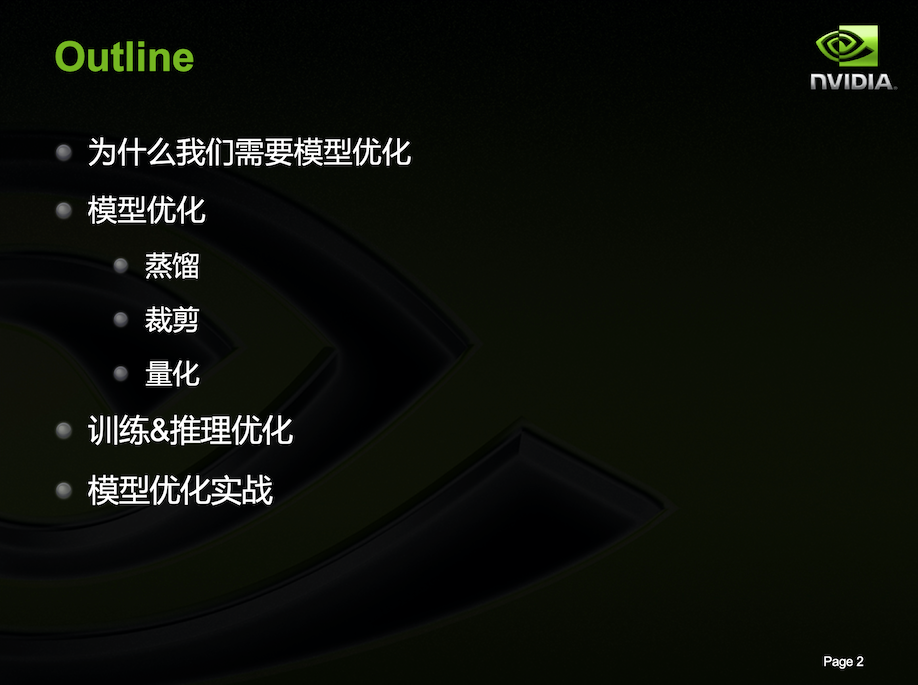 Outline
NVIDIA.
为什么我们需要模型优化
模型优化
蒸馏
裁剪
量化
训练&推理优化
模型优化实战
Page 2